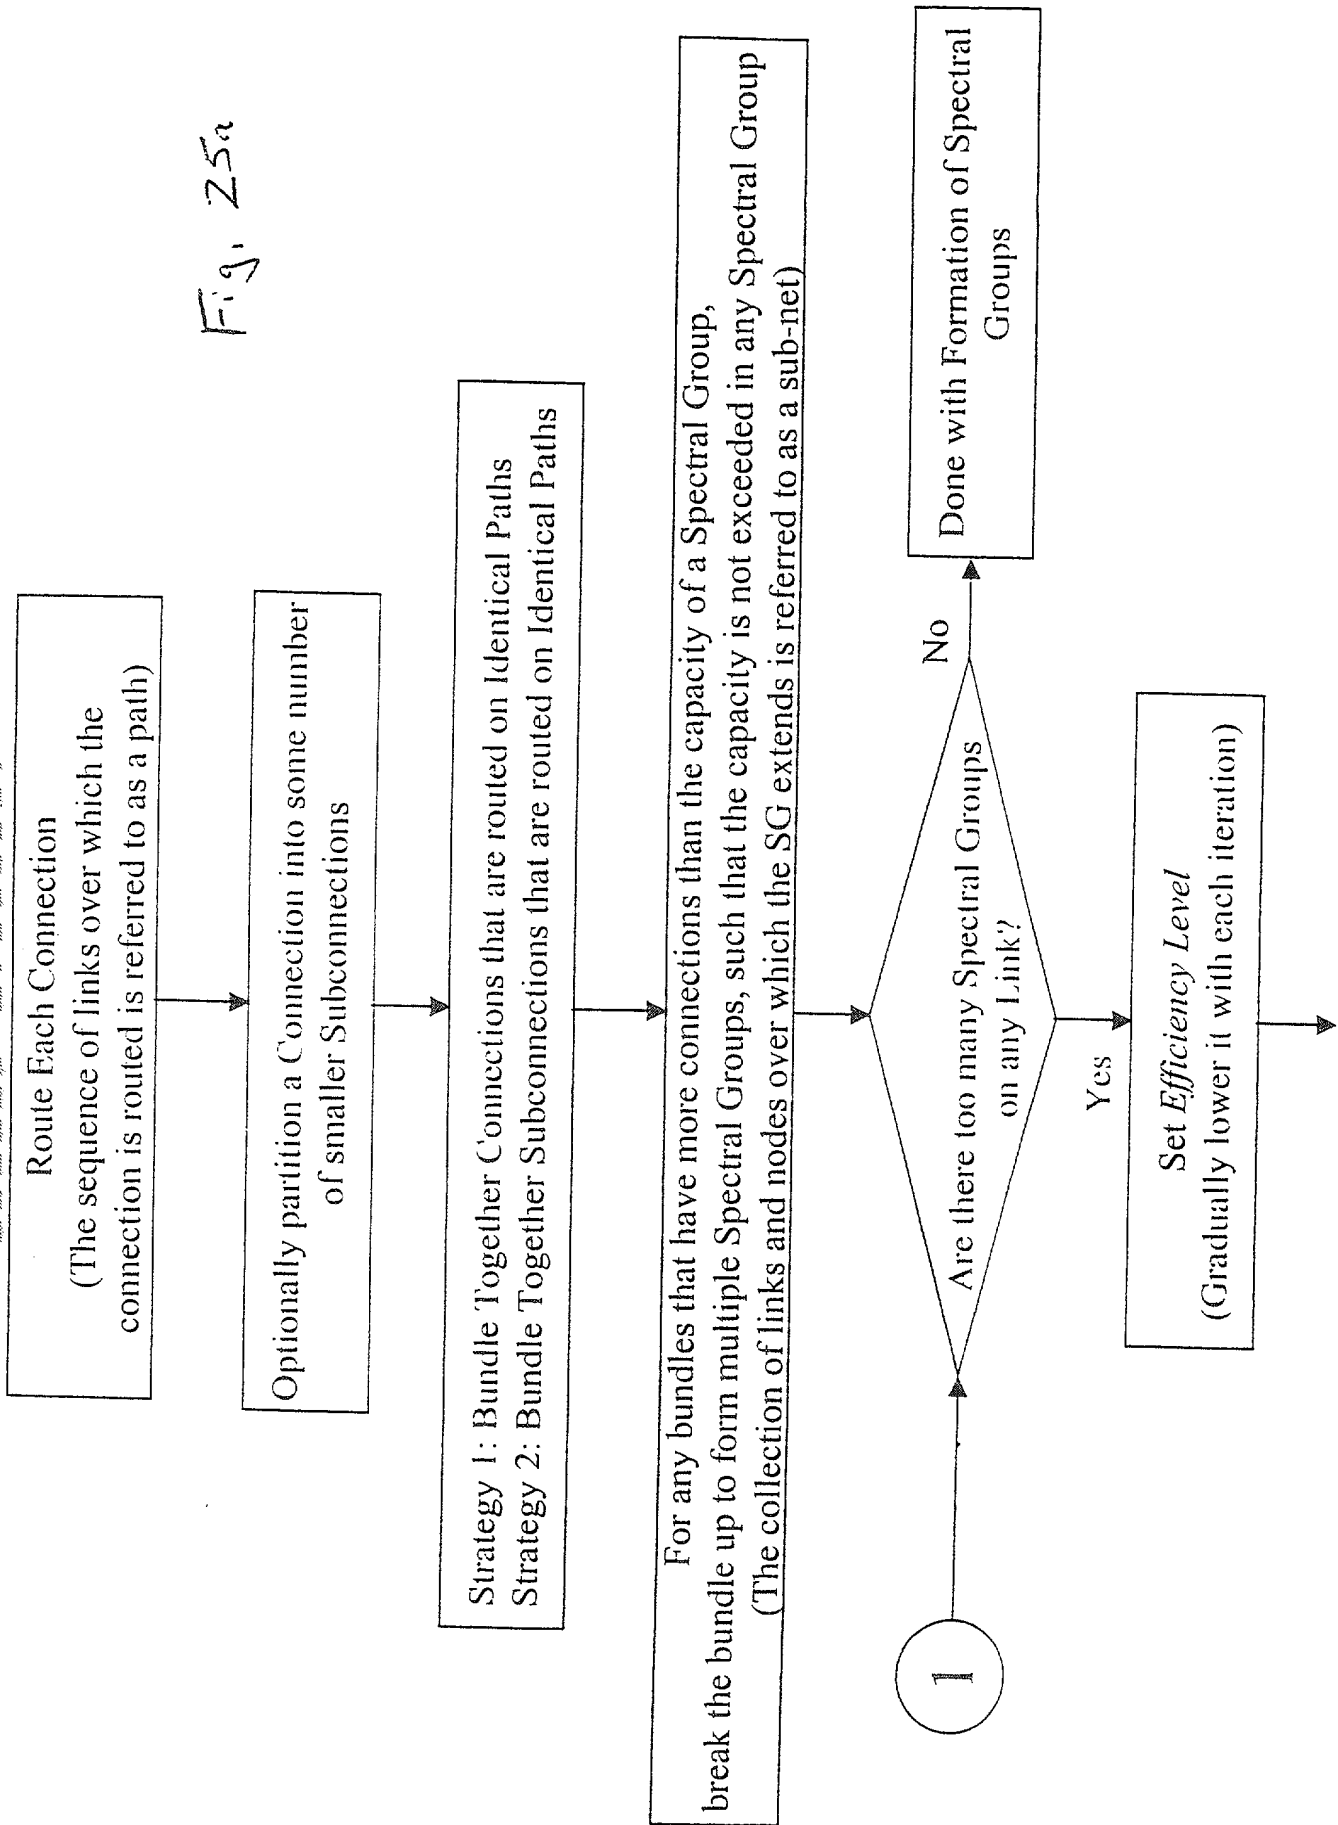 Fig. 25a
Route Each Connection
(The sequence of links over which the
connection is routed is referred to as a path)
Optionally partition a Connection into some number
of smaller Subconnections
Strategy 1: Bundle Together Connections that are routed on Identical Paths
Strategy 2: Bundle Together Subconnections that are routed on Identical Paths
For any bundles that have more connections than the capacity of a Spectral Group,
break the bundle up to form multiple Spectral Groups, such that the capacity is not exceeded in any Spectral Group
(The collection of links and nodes over which the SG extends is referred to as a sub-net)
1
Are there too many Spectral Groups
on any Link?
No
Done with Formation of Spectral
Groups
Yes
Set Efficiency Level
(Gradually lower it with each iteration)